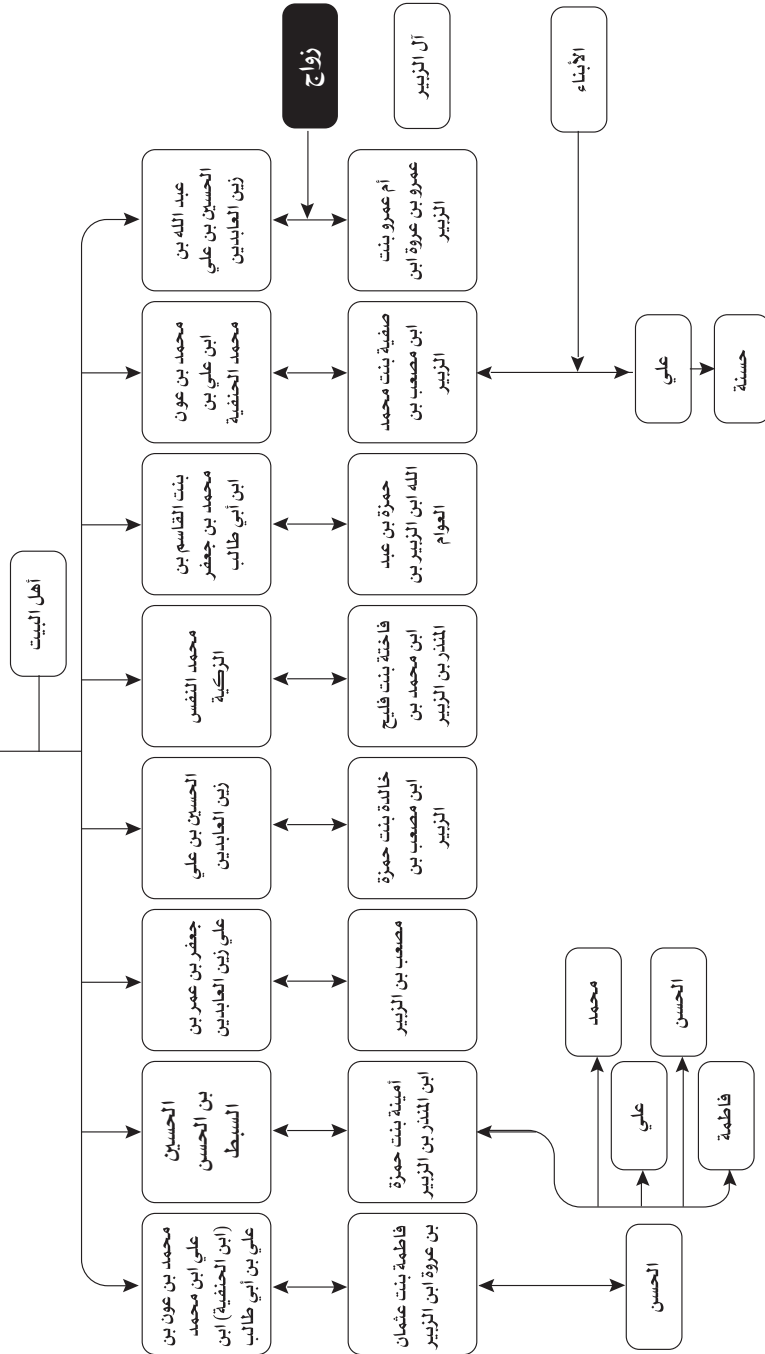 أهل البيت
زواج
آل الزبير
الأبناء
عبد الله بن
الحسين بن علي
زين العابدين
أم عمرو بنت
عمرو بن عروة ابن
الزبير
محمد بن عون
ابن علي بن
محمد الحنفية
صفية بنت محمد
ابن مصعب بن
الزبير
علي
حسنة
بنت القاسم بن
محمد بن جعفر
ابن أبي طالب
حمزة بن عبد
الله ابن الزبير بن
العوام
محمد النفس
الزكية
فاختة بنت فليح
ابن محمد بن
المنذر بن الزبير
الحسين بن علي
زين العابدين
خالدة بنت حمزة
ابن مصعب بن
الزبير
جعفر بن عمر بن
علي زين العابدين
مصعب بن الزبير
الحسين
بن الحسن
السبط
أمينة بنت حمزة
ابن المنذر بن الزبير
محمد
علي
الحسن
فاطمة
محمد بن عون بن
علي ابن محمد
(ابن الحنفية) ابن
علي بن أبي طالب
فاطمة بنت عثمان
بن عروة ابن الزبير
الحسن